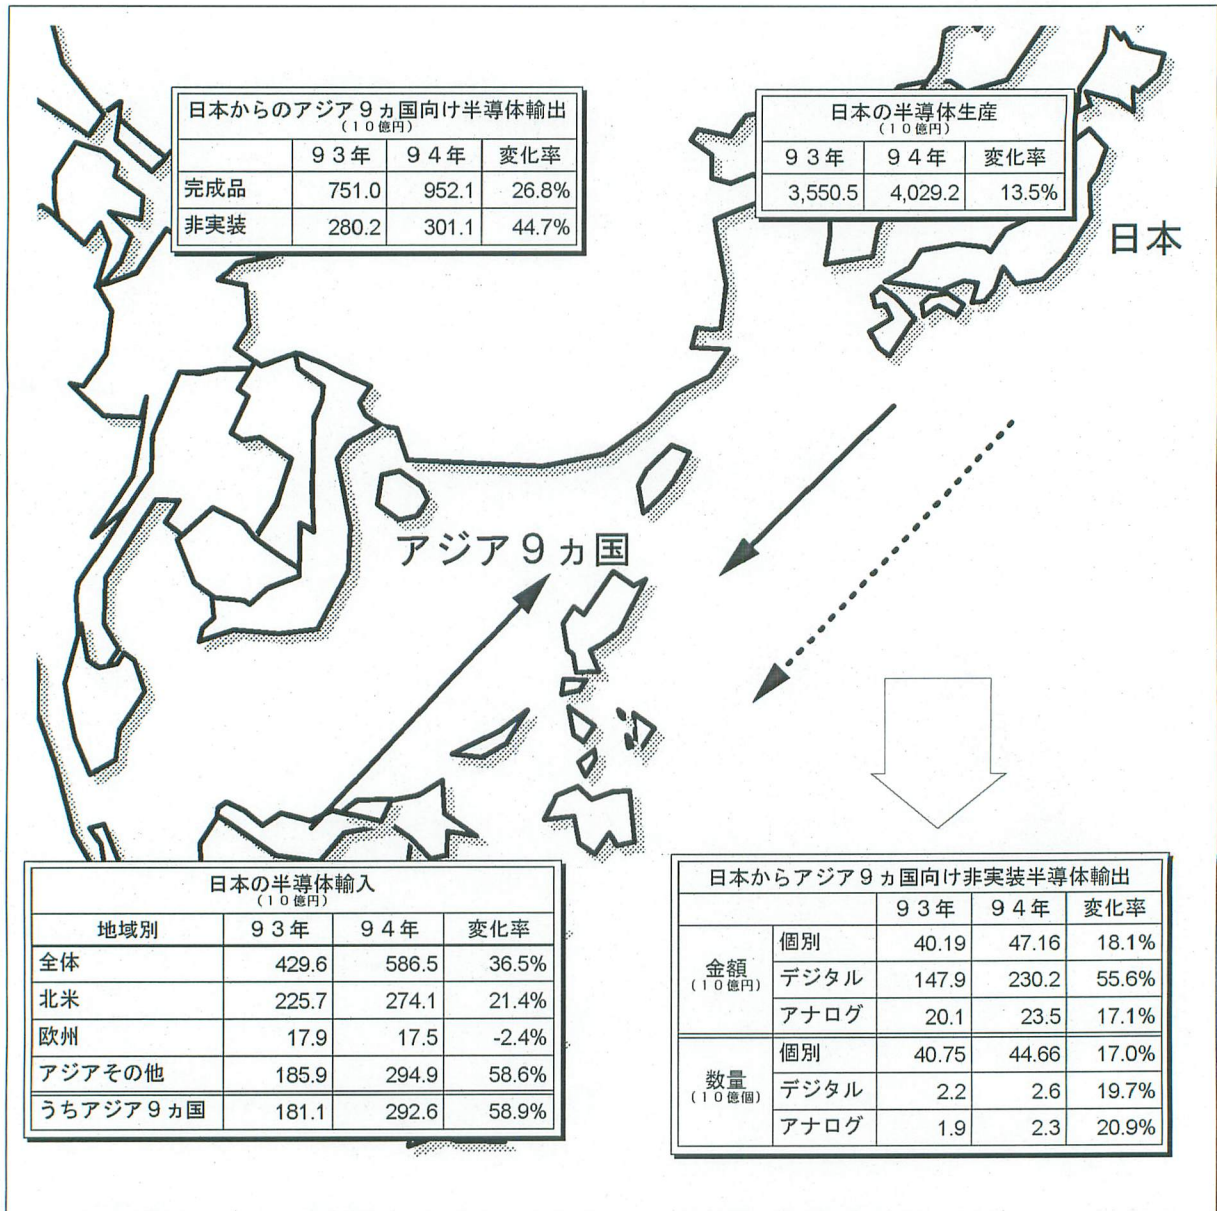 日本からのアジア９ヵ国向け半導体輸出
（１０億円）
９３年 ９４年 変化率
完成品 751.0 952.1 26.8%
非実装 280.2 301.1 44.7%
日本の半導体生産
（１０億円）
９３年 ９４年 変化率
3,550.5 4,029.2 13.5%
日本
アジア９ヵ国
日本の半導体輸入
（１０億円）
地域別 ９３年 ９４年 変化率
全体 429.6 586.5 36.5%
北米 225.7 274.1 21.4%
欧州 17.9 17.5 -2.4%
アジアその他 185.9 294.9 58.6%
うちアジア９ヵ国 181.1 292.6 58.9%
日本からアジア９ヵ国向け非実装半導体輸出
９３年 ９４年 変化率
金額
（１０億円）
個別 40.19 47.16 18.1%
デジタル 147.9 230.2 55.6%
アナログ 20.1 23.5 17.1%
数量
（１０億個）
個別 40.75 44.66 17.0%
デジタル 2.2 2.6 19.7%
アナログ 1.9 2.3 20.9%